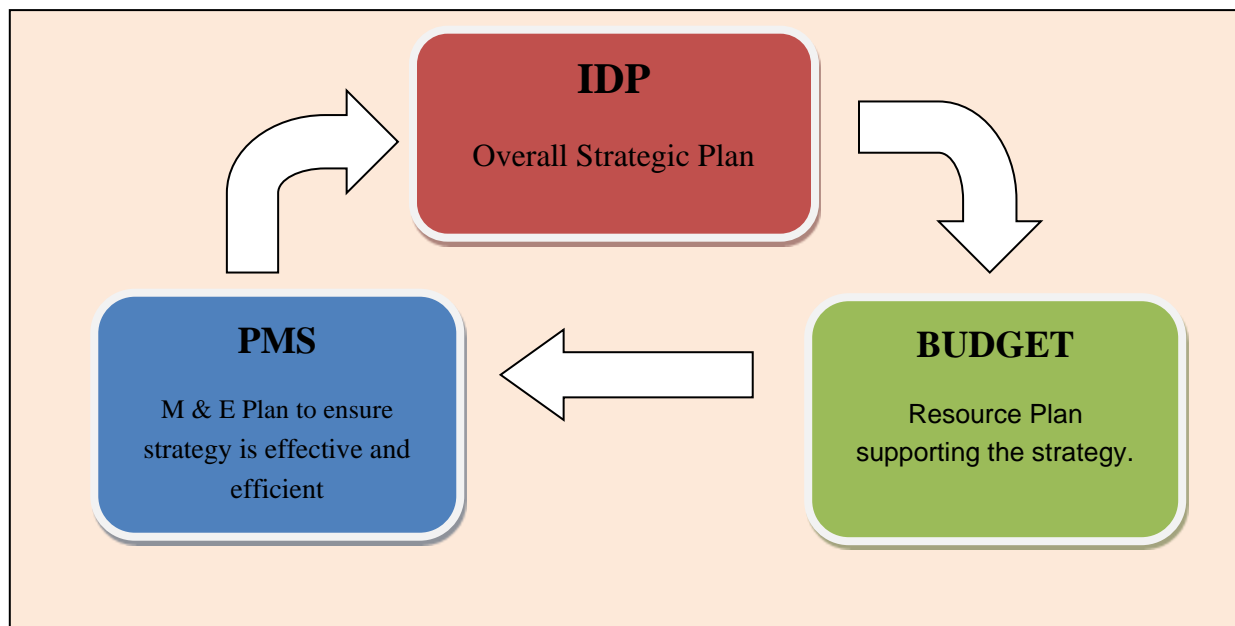 IDP
Overall Strategic Plan
PMS
M & E Plan to ensure
strategy is effective and
efficient
BUDGET
Resource Plan
supporting the strategy.